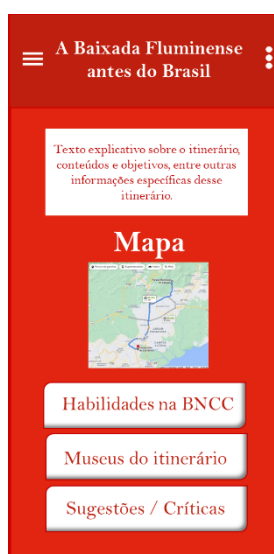 A Baixada Fluminense
antes do Brasil
Texto explicativo sobre o itinerário,
conteúdos e objetivos, entre outras
informações específicas desse
itinerário.
Mapa
Habilidades na BNCC
Museus do itinerário
Sugestões / Críticas